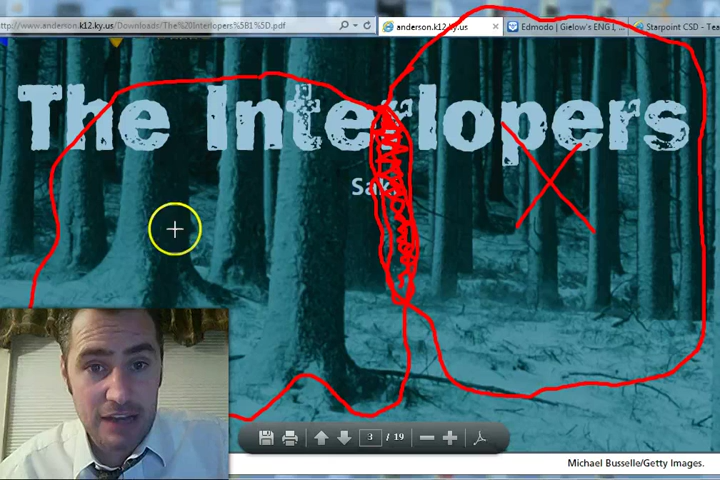 http://www.anderson.k12.ky.us/Downloads/The%20Interlopers%5B1%5D.pdf
anderson.k12.ky.us
Edmodo | Gielow's ENG I, ...
Starpoint CSD - Tea
The Interlopers
Saki
3 / 19
Michael Busselle/Getty Images.